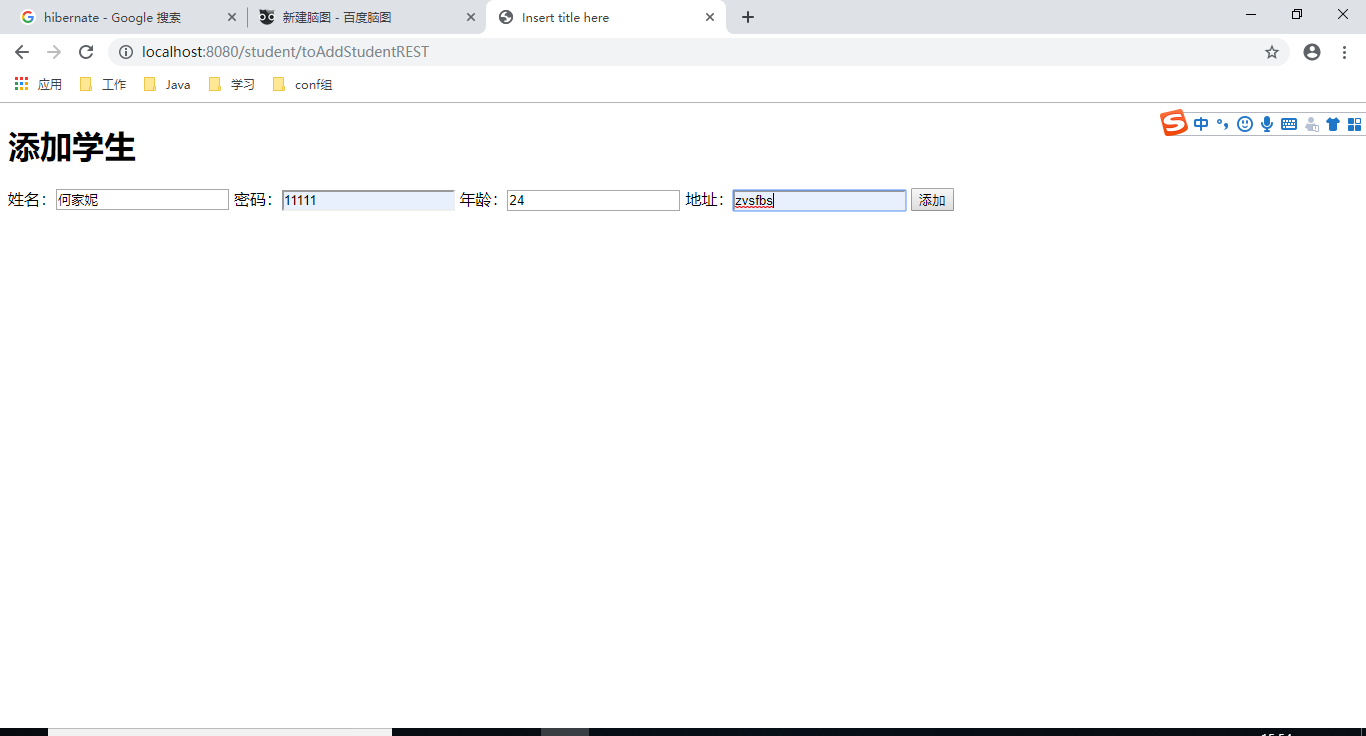 hibernate - Google 搜索
新建脑图 - 百度脑图
Insert title here
localhost:8080/student/toAddStudentREST
应用 工作 Java 学习 conf组
中
添加学生
姓名：何家妮 密码：11111 年龄：24 地址：zvsfbs 添加